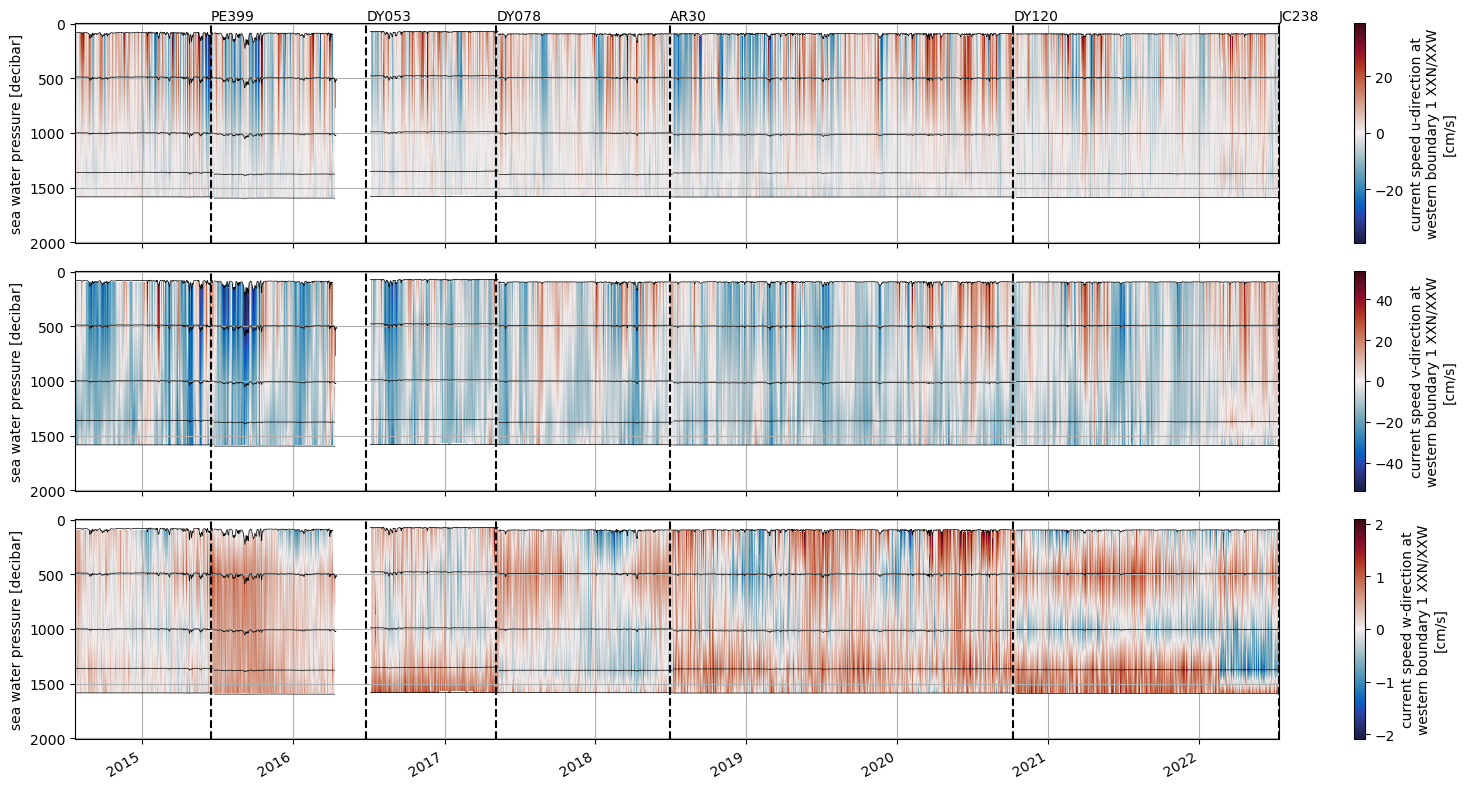 PE399 DY053 DY078 AR30 DY120 JC238
0
500
1000
1500
2000
sea water pressure [decibar]
20
0
−20
current speed u-direction at
western boundary 1 XXN/XXW
[cm/s]
0
500
1000
1500
2000
sea water pressure [decibar]
40
20
0
−20
−40
current speed v-direction at
western boundary 1 XXN/XXW
[cm/s]
0
500
1000
1500
2000
sea water pressure [decibar]
2015 2016 2017 2018 2019 2020 2021 2022
2
1
0
−1
−2
current speed w-direction at
western boundary 1 XXN/XXW
[cm/s]